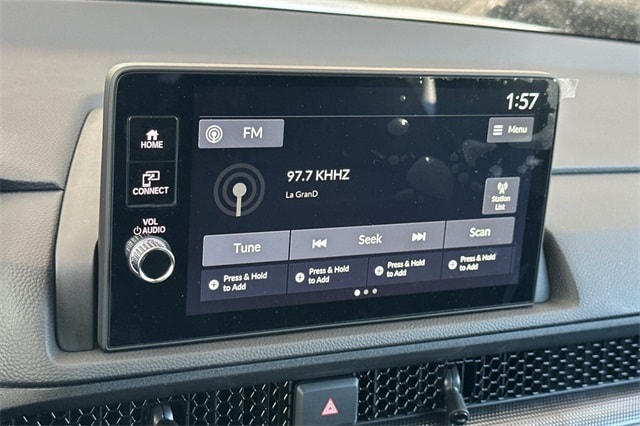 1:57
HOME
CONNECT
VOL
AUDIO
FM
Menu
97.7 KHHZ
La GranD
Station
List
Tune
Seek
Scan
Press & Hold
to Add
Press & Hold
to Add
Press & Hold
to Add
Press & Hold
to Add